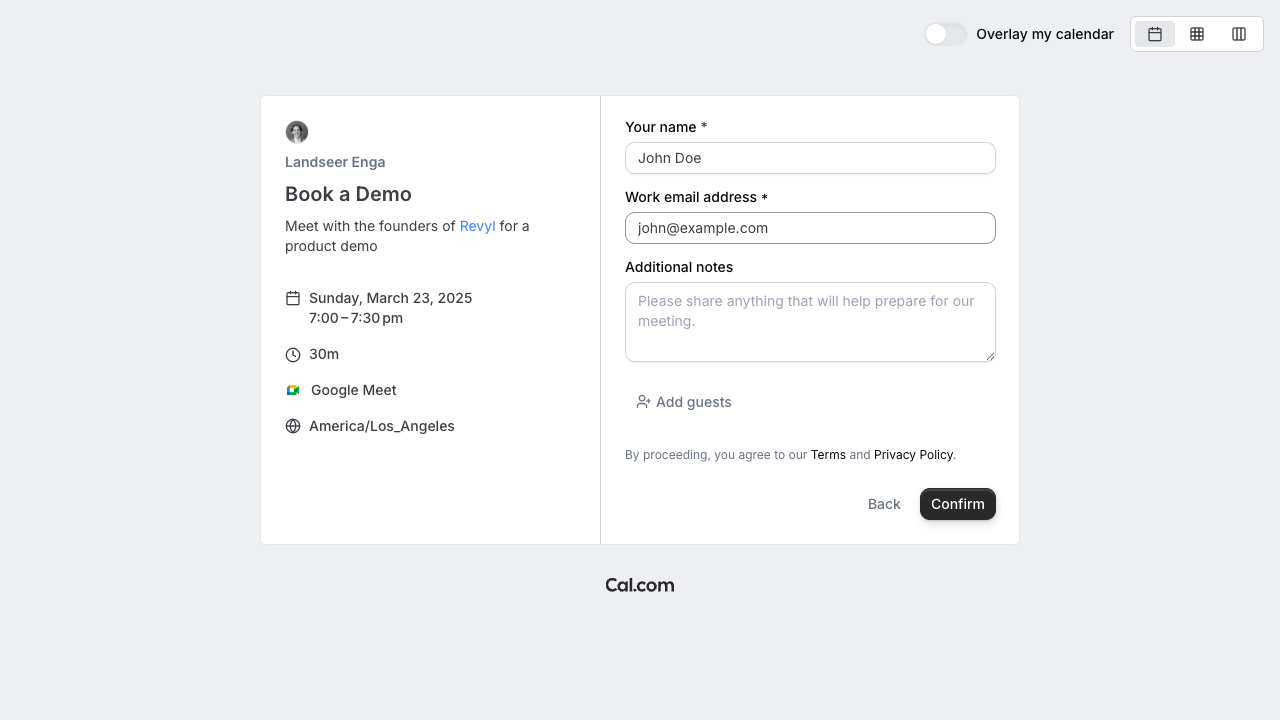 Overlay my calendar
Landseer Enga
Book a Demo
Meet with the founders of Revyl for a
product demo
Sunday, March 23, 2025
7:00 – 7:30 pm
30m
Google Meet
America/Los_Angeles
Your name *
John Doe
Work email address *
john@example.com
Additional notes
Please share anything that will help prepare for our
meeting.
Add guests
By proceeding, you agree to our Terms and Privacy Policy.
Back
Confirm
Cal.com